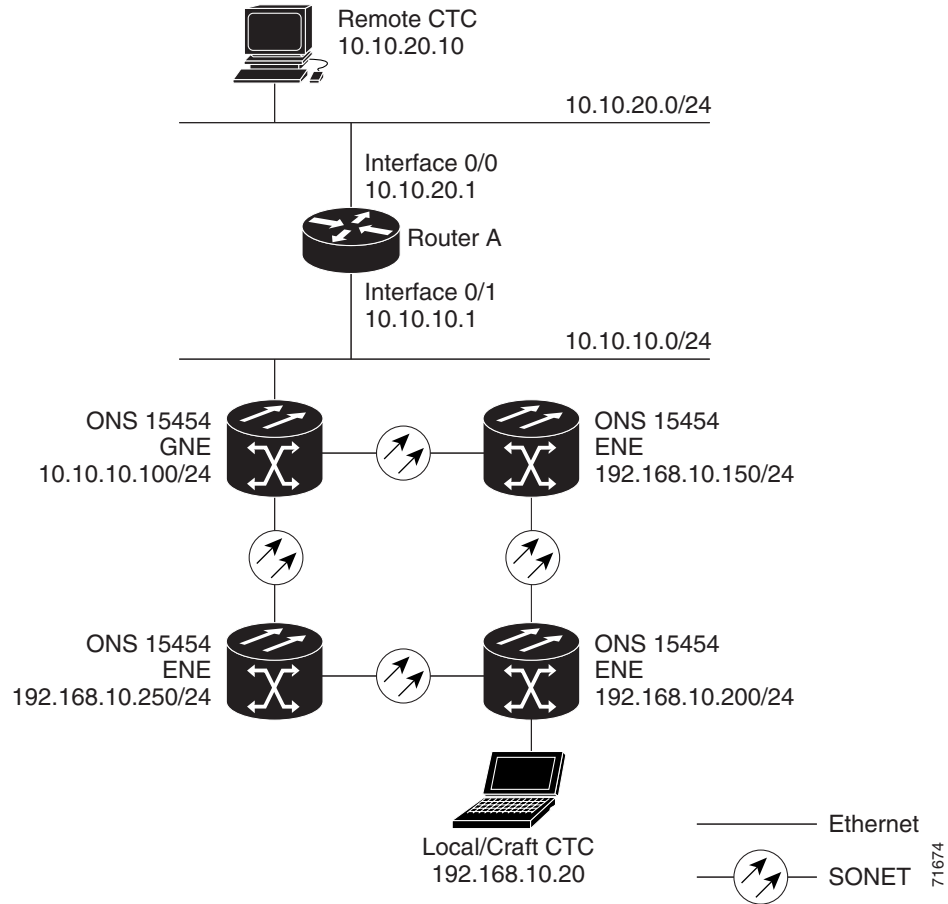 Remote CTC
10.10.20.10
10.10.20.0/24
Interface 0/0
10.10.20.1
Router A
Interface 0/1
10.10.10.1
10.10.10.0/24
ONS 15454
GNE
10.10.10.100/24
ONS 15454
ENE
192.168.10.150/24
ONS 15454
ENE
192.168.10.250/24
ONS 15454
ENE
192.168.10.200/24
Local/Craft CTC
192.168.10.20
Ethernet
SONET
71674